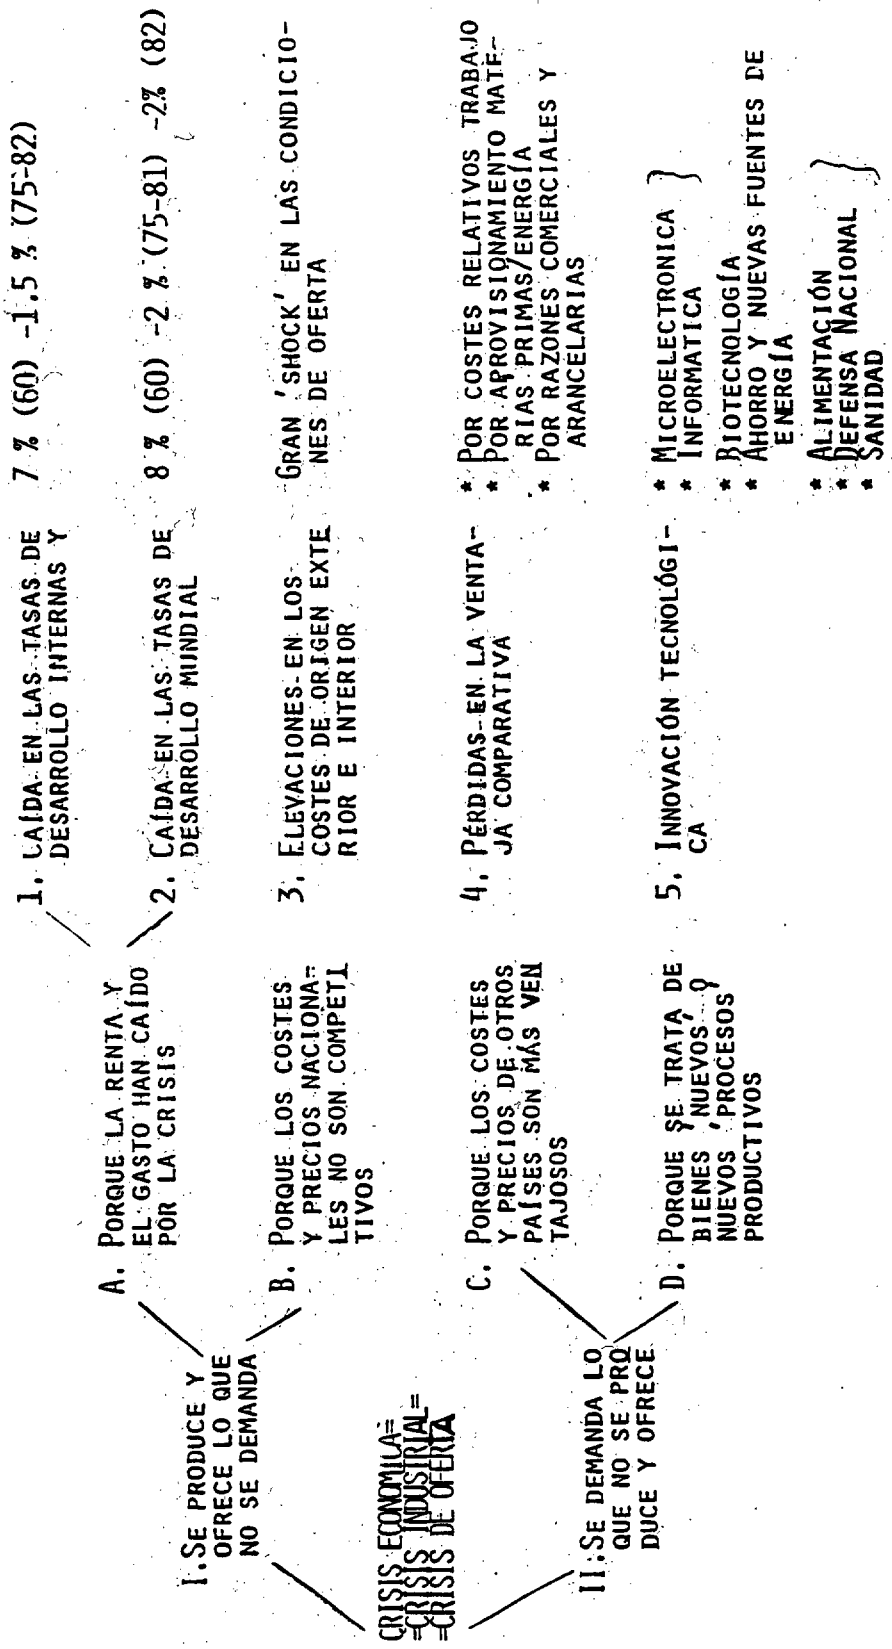 CRISIS ECONOMICA=
=CRISIS INDUSTRIAL=
=CRISIS DE OFERTA
I. SE PRODUCE Y
OFRECE LO QUE
NO SE DEMANDA
A. PORQUE LA RENTA Y
EL GASTO HAN CAÍDO
POR LA CRISIS
1. CAÍDA EN LAS TASAS DE
DESARROLLO INTERNAS Y
7 % (60) -1.5 % (75-82)
2. CAÍDA EN LAS TASAS DE
DESARROLLO MUNDIAL
8 % (60) -2 % (75-81) -2% (82)
B. PORQUE LOS COSTES
Y PRECIOS NACIONA-
LES NO SON COMPETI
TIVOS
3. ELEVACIONES EN LOS
COSTES DE ORIGEN EXTE
RIOR E INTERIOR
GRAN 'SHOCK' EN LAS CONDICIO-
NES DE OFERTA
II. SE DEMANDA LO
QUE NO SE PRO
DUCE Y OFRECE
C. PORQUE LOS COSTES
Y PRECIOS DE OTROS
PAÍSES SON MÁS VEN
TAJOSOS
4. PÉRDIDAS EN LA VENTA-
JA COMPARATIVA
* POR COSTES RELATIVOS TRABAJO
* POR APROVISIONAMIENTO MATE-
RIAS PRIMAS/ENERGÍA
* POR RAZONES COMERCIALES Y
ARANCELARIAS
D. PORQUE SE TRATA DE
BIENES 'NUEVOS' O
NUEVOS 'PROCESOS'
PRODUCTIVOS
5. INNOVACIÓN TECNOLÓGI-
CA
* MICROELECTRONICA }
* INFORMATICA
* BIOTECNOLOGÍA
* AHORRO Y NUEVAS FUENTES DE
ENERGÍA
* ALIMENTACIÓN
* DEFENSA NACIONAL }
* SANIDAD